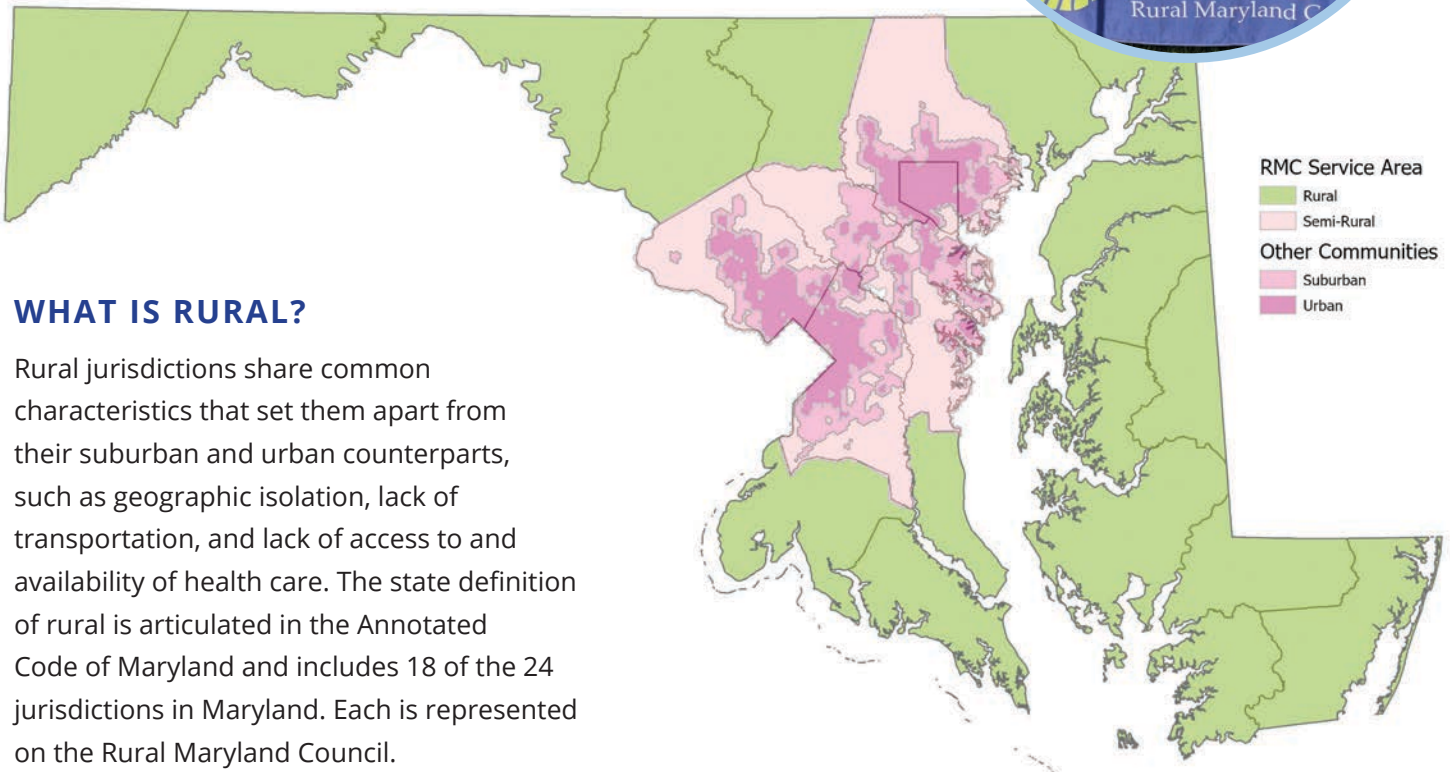 Rural Maryland C
RMC Service Area
Rural
Semi-Rural
Other Communities
Suburban
Urban
WHAT IS RURAL?
Rural jurisdictions share common
characteristics that set them apart from
their suburban and urban counterparts,
such as geographic isolation, lack of
transportation, and lack of access to and
availability of health care. The state definition
of rural is articulated in the Annotated
Code of Maryland and includes 18 of the 24
jurisdictions in Maryland. Each is represented
on the Rural Maryland Council.